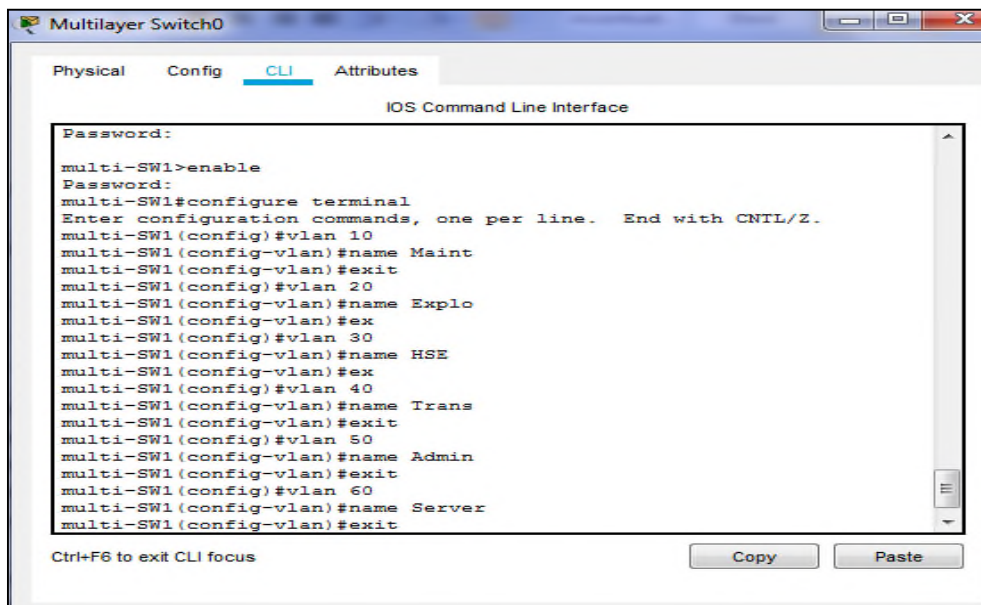 Multilayer Switch0
Physical Config CLI Attributes
IOS Command Line Interface
Password:
multi-SW1>enable
Password:
multi-SW1#configure terminal
Enter configuration commands, one per line.  End with CNTL/Z.
multi-SW1(config)#vlan 10
multi-SW1(config-vlan)#name Maint
multi-SW1(config-vlan)#exit
multi-SW1(config)#vlan 20
multi-SW1(config-vlan)#name Explo
multi-SW1(config-vlan)#ex
multi-SW1(config)#vlan 30
multi-SW1(config-vlan)#name HSE
multi-SW1(config-vlan)#ex
multi-SW1(config)#vlan 40
multi-SW1(config-vlan)#name Trans
multi-SW1(config-vlan)#exit
multi-SW1(config)#vlan 50
multi-SW1(config-vlan)#name Admin
multi-SW1(config-vlan)#exit
multi-SW1(config)#vlan 60
multi-SW1(config-vlan)#name Server
multi-SW1(config-vlan)#exit
Ctrl+F6 to exit CLI focus Copy Paste